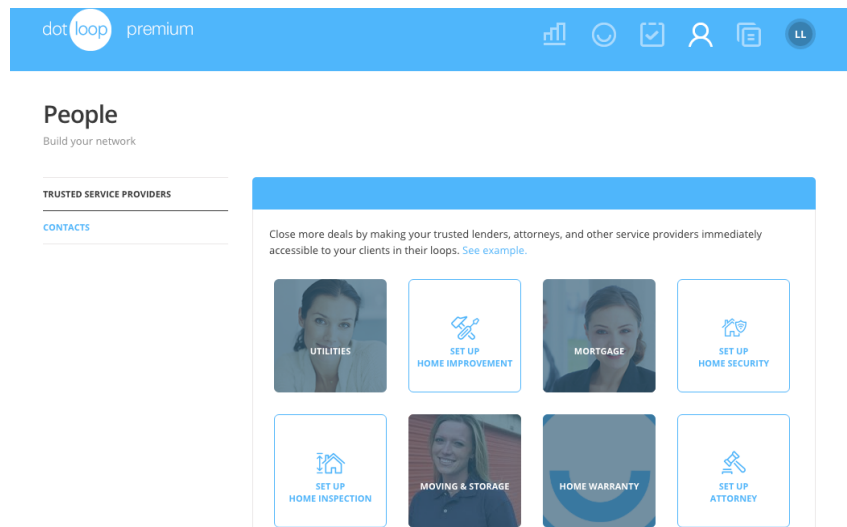 dotloop premium
LL
People
Build your network
TRUSTED SERVICE PROVIDERS
CONTACTS
Close more deals by making your trusted lenders, attorneys, and other service providers immediately
accessible to your clients in their loops. See example.
UTILITIES
SET UP
HOME IMPROVEMENT
MORTGAGE
SET UP
HOME SECURITY
SET UP
HOME INSPECTION
MOVING & STORAGE
HOME WARRANTY
SET UP
ATTORNEY